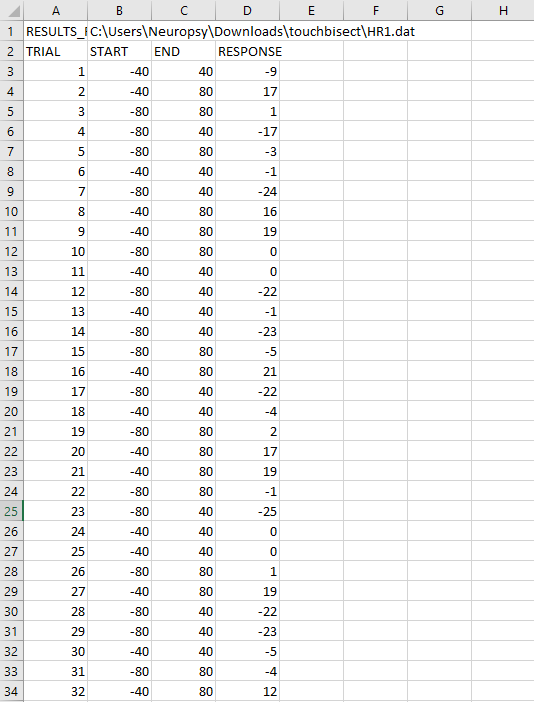 A B C D E F G H
1 RESULTS_F C:\Users\Neuropsy\Downloads\touchbisect\HR1.dat
2 TRIAL START END RESPONSE
3 1 -40 40 -9
4 2 -40 80 17
5 3 -80 80 1
6 4 -80 40 -17
7 5 -80 80 -3
8 6 -40 40 -1
9 7 -80 40 -24
10 8 -40 80 16
11 9 -40 80 19
12 10 -80 80 0
13 11 -40 40 0
14 12 -80 40 -22
15 13 -40 40 -1
16 14 -80 40 -23
17 15 -80 80 -5
18 16 -40 80 21
19 17 -80 40 -22
20 18 -40 40 -4
21 19 -80 80 2
22 20 -40 80 17
23 21 -40 80 19
24 22 -80 80 -1
25 23 -80 40 -25
26 24 -40 40 0
27 25 -40 40 0
28 26 -80 80 1
29 27 -40 80 19
30 28 -80 40 -22
31 29 -80 40 -23
32 30 -40 40 -5
33 31 -80 80 -4
34 32 -40 80 12